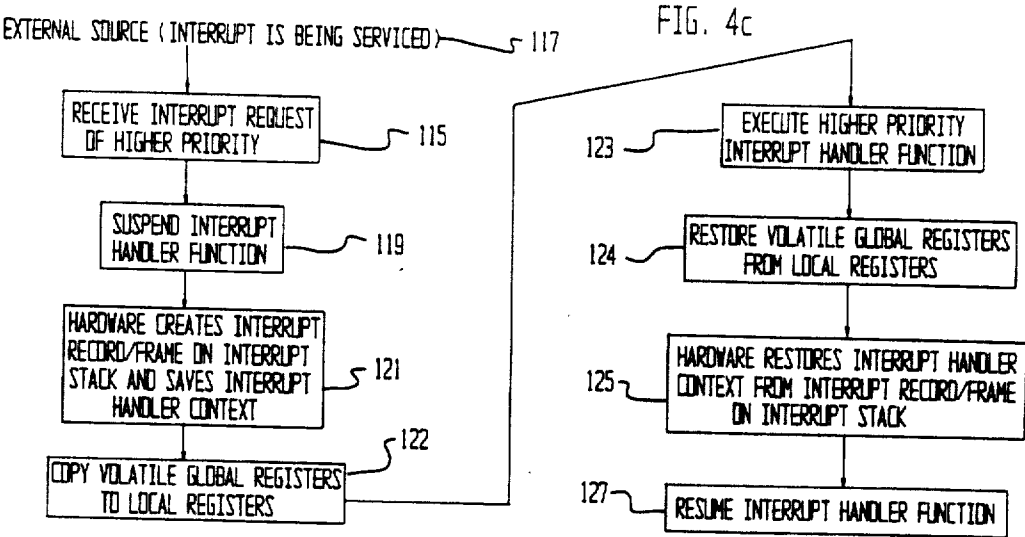 FIG. 4c
EXTERNAL SOURCE (INTERRUPT IS BEING SERVICED)
117
RECEIVE INTERRUPT REQUEST
OF HIGHER PRIORITY
115
SUSPEND INTERRUPT
HANDLER FUNCTION
119
HARDWARE CREATES INTERRUPT
RECORD/FRAME ON INTERRUPT
STACK AND SAVES INTERRUPT
HANDLER CONTEXT
121
122
COPY VOLATILE GLOBAL REGISTERS
TO LOCAL REGISTERS
123
EXECUTE HIGHER PRIORITY
INTERRUPT HANDLER FUNCTION
124
RESTORE VOLATILE GLOBAL REGISTERS
FROM LOCAL REGISTERS
125
HARDWARE RESTORES INTERRUPT HANDLER
CONTEXT FROM INTERRUPT RECORD/FRAME
ON INTERRUPT STACK
127
RESUME INTERRUPT HANDLER FUNCTION